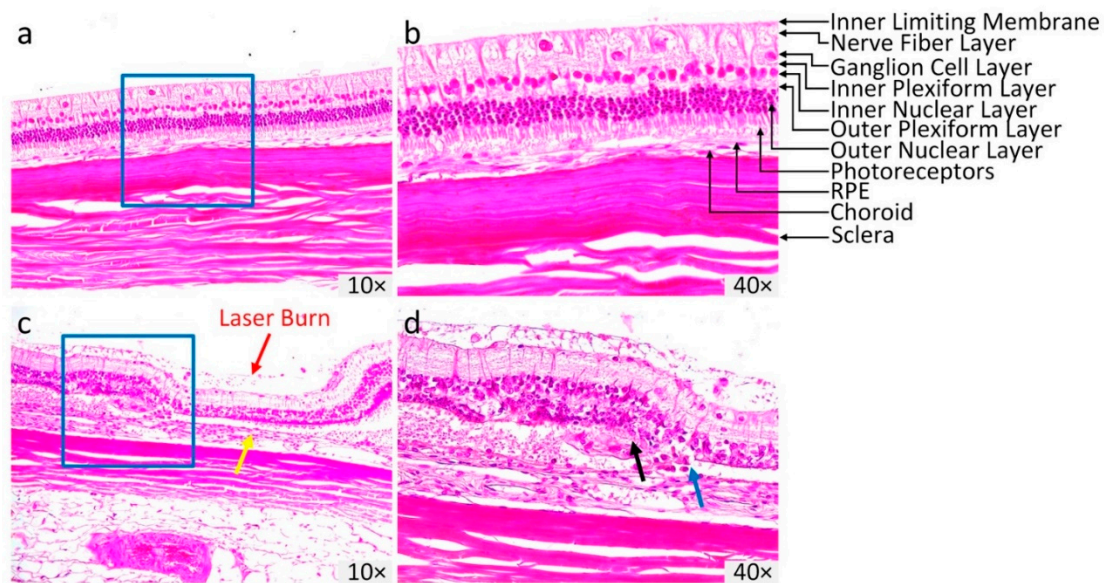 a
b
Inner Limiting Membrane
Nerve Fiber Layer
Ganglion Cell Layer
Inner Plexiform Layer
Inner Nuclear Layer
Outer Plexiform Layer
Outer Nuclear Layer
Photoreceptors
RPE
Choroid
Sclera
10×
40×
c
Laser Burn
d
10×
40×